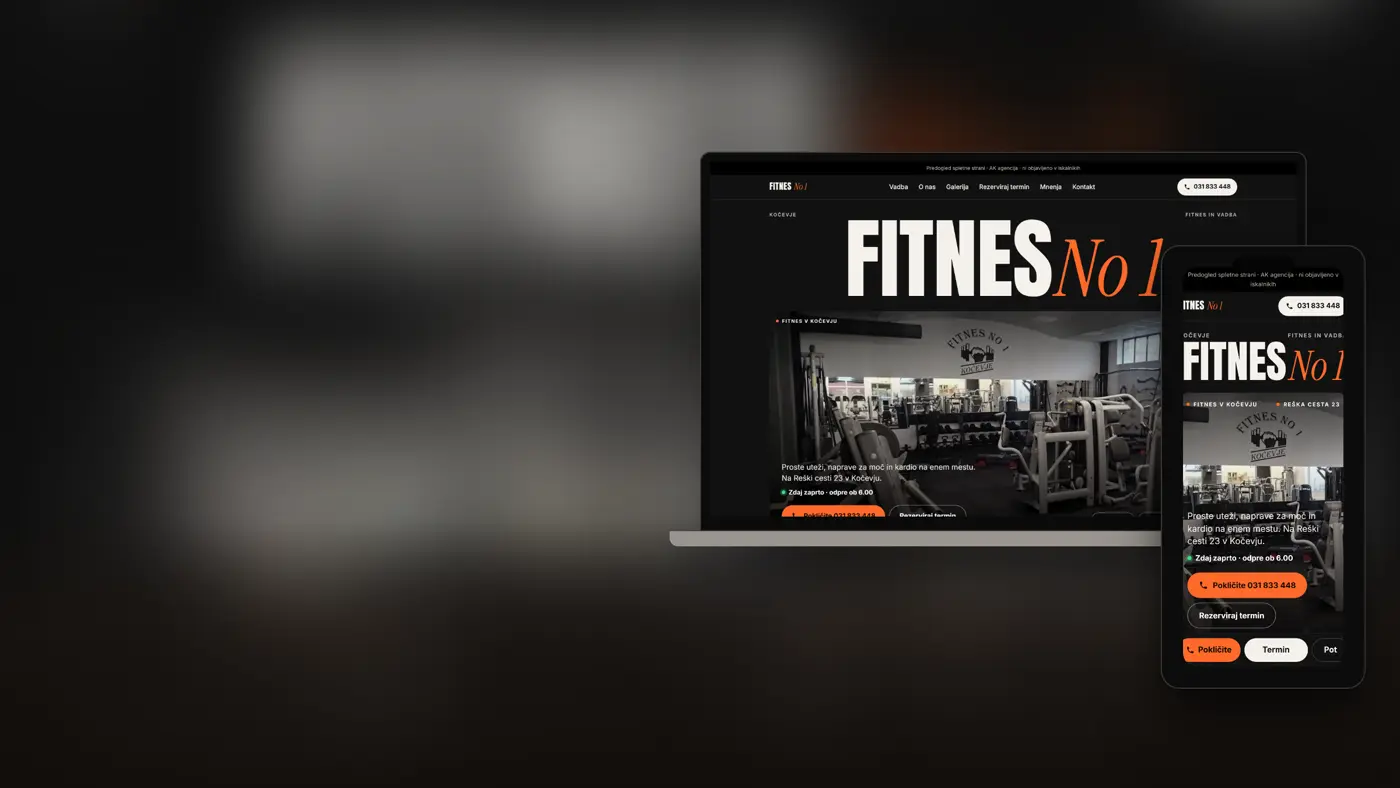 Predogled spletne strani · AK agencija · ni objavljeno v iskalnikih
FITNES No 1
Vadba O nas Galerija Rezerviraj termin Mnenja Kontakt
031 833 448
KOČEVJE
FITNES IN VADBA
FITNES No 1
FITNES V KOČEVJU
FITNES NO 1
KOČEVJE
Proste uteži, naprave za moč in kardio na enem mestu.
Na Reški cesti 23 v Kočevju.
Zdaj zaprto · odpre ob 6.00
Pokličite 031 833 448
Rezerviraj termin
Predogled spletne strani · AK agencija · ni objavljeno v
iskalnikih
ITNES No 1
031 833 448
OČEVJE
FITNES IN VADB
FITNES No 1
FITNES V KOČEVJU
REŠKA CESTA 23
FITNES NO 1
KOČEVJE
Proste uteži, naprave za moč in
kardio na enem mestu. Na Reški
cesti 23 v Kočevju.
Zdaj zaprto · odpre ob 6.00
Pokličite 031 833 448
Rezerviraj termin
Pokličite
Termin
Pot